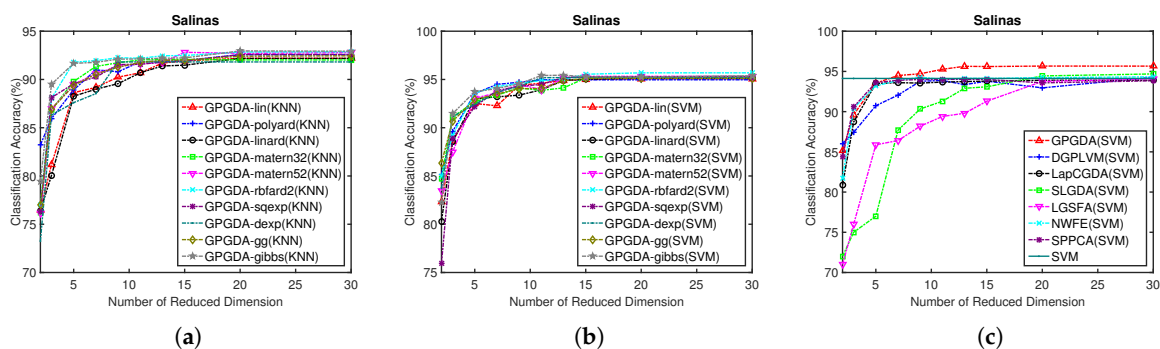 Salinas
95
90
85
80
75
70
Classification Accuracy (%)
GPGDA-lin(KNN)
GPGDA-polyard(KNN)
GPGDA-linard(KNN)
GPGDA-matern32(KNN)
GPGDA-matern52(KNN)
GPGDA-rbfard2(KNN)
GPGDA-sqexp(KNN)
GPGDA-dexp(KNN)
GPGDA-gg(KNN)
GPGDA-gibbs(KNN)
5 10 15 20 25 30
Number of Reduced Dimension
(a)
Salinas
100
95
90
85
80
75
Classification Accuracy (%)
GPGDA-lin(SVM)
GPGDA-polyard(SVM)
GPGDA-linard(SVM)
GPGDA-matern32(SVM)
GPGDA-matern52(SVM)
GPGDA-rbfard2(SVM)
GPGDA-sqexp(SVM)
GPGDA-dexp(SVM)
GPGDA-gg(SVM)
GPGDA-gibbs(SVM)
5 10 15 20 25 30
Number of Reduced Dimension
(b)
Salinas
100
95
90
85
80
75
70
Classification Accuracy (%)
GPGDA(SVM)
DGPLVM(SVM)
LapCGDA(SVM)
SLGDA(SVM)
LGSFA(SVM)
NWFE(SVM)
SPPCA(SVM)
SVM
5 10 15 20 25 30
Number of Reduced Dimension
(c)